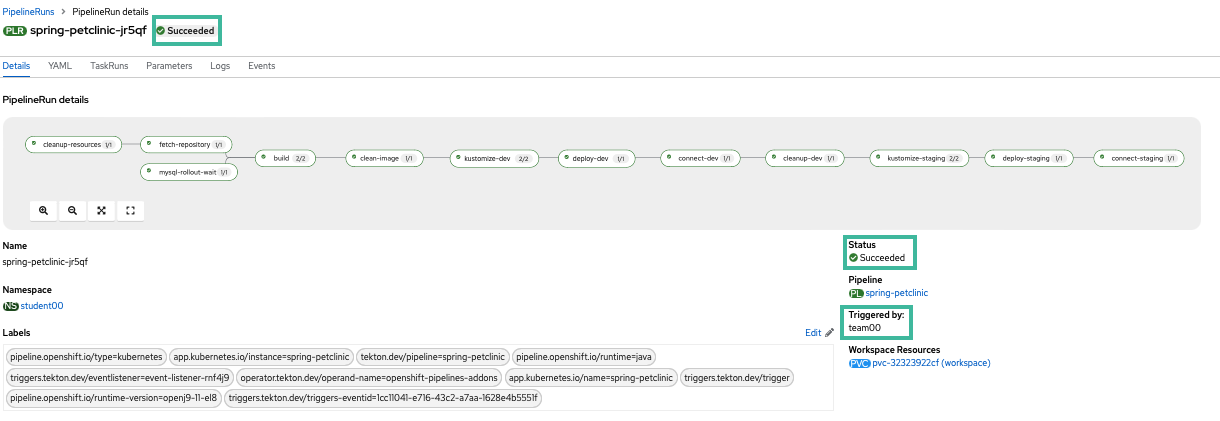 PipelineRuns > PipelineRun details
PLR spring-petclinic-jr5qf Succeeded
Details YAML TaskRuns Parameters Logs Events
PipelineRun details
cleanup-resources 1/1
fetch-repository 1/1
mysql-rollout-wait 1/1
build 2/2
clean-image 1/1
kustomize-dev 2/2
deploy-dev 1/1
connect-dev 1/1
cleanup-dev 1/1
kustomize-staging 2/2
deploy-staging 1/1
connect-staging 1/1
Name
spring-petclinic-jr5qf
Namespace
NS student00
Labels Edit
pipeline.openshift.io/type=kubernetes app.kubernetes.io/instance=spring-petclinic tekton.dev/pipeline=spring-petclinic pipeline.openshift.io/runtime=java
triggers.tekton.dev/eventlistener=event-listener-rnf4j9 operator.tekton.dev/operand-name=openshift-pipelines-addons app.kubernetes.io/name=spring-petclinic triggers.tekton.dev/trigger
pipeline.openshift.io/runtime-version=openj9-11-el8 triggers.tekton.dev/triggers-eventid=1cc11041-e716-43c2-a7aa-1628e4b5551f
Status
Succeeded
Pipeline
PL spring-petclinic
Triggered by:
team00
Workspace Resources
PVC pvc-32323922cf (workspace)